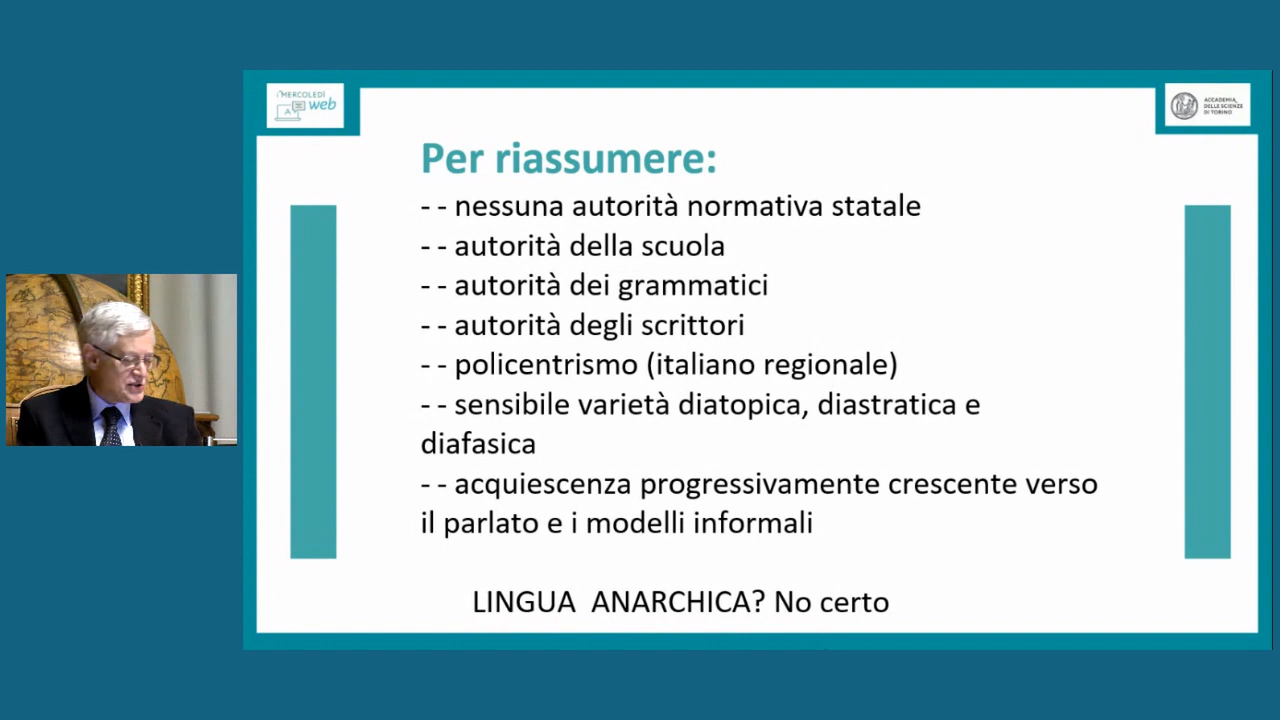 i MERCOLEDÌ
web
A
ACCADEMIA
DELLE SCIENZE
DI TORINO
Per riassumere:
- - nessuna autorità normativa statale
- - autorità della scuola
- - autorità dei grammatici
- - autorità degli scrittori
- - policentrismo (italiano regionale)
- - sensibile varietà diatopica, diastratica e
diafasica
- - acquiescenza progressivamente crescente verso
il parlato e i modelli informali
LINGUA ANARCHICA? No certo